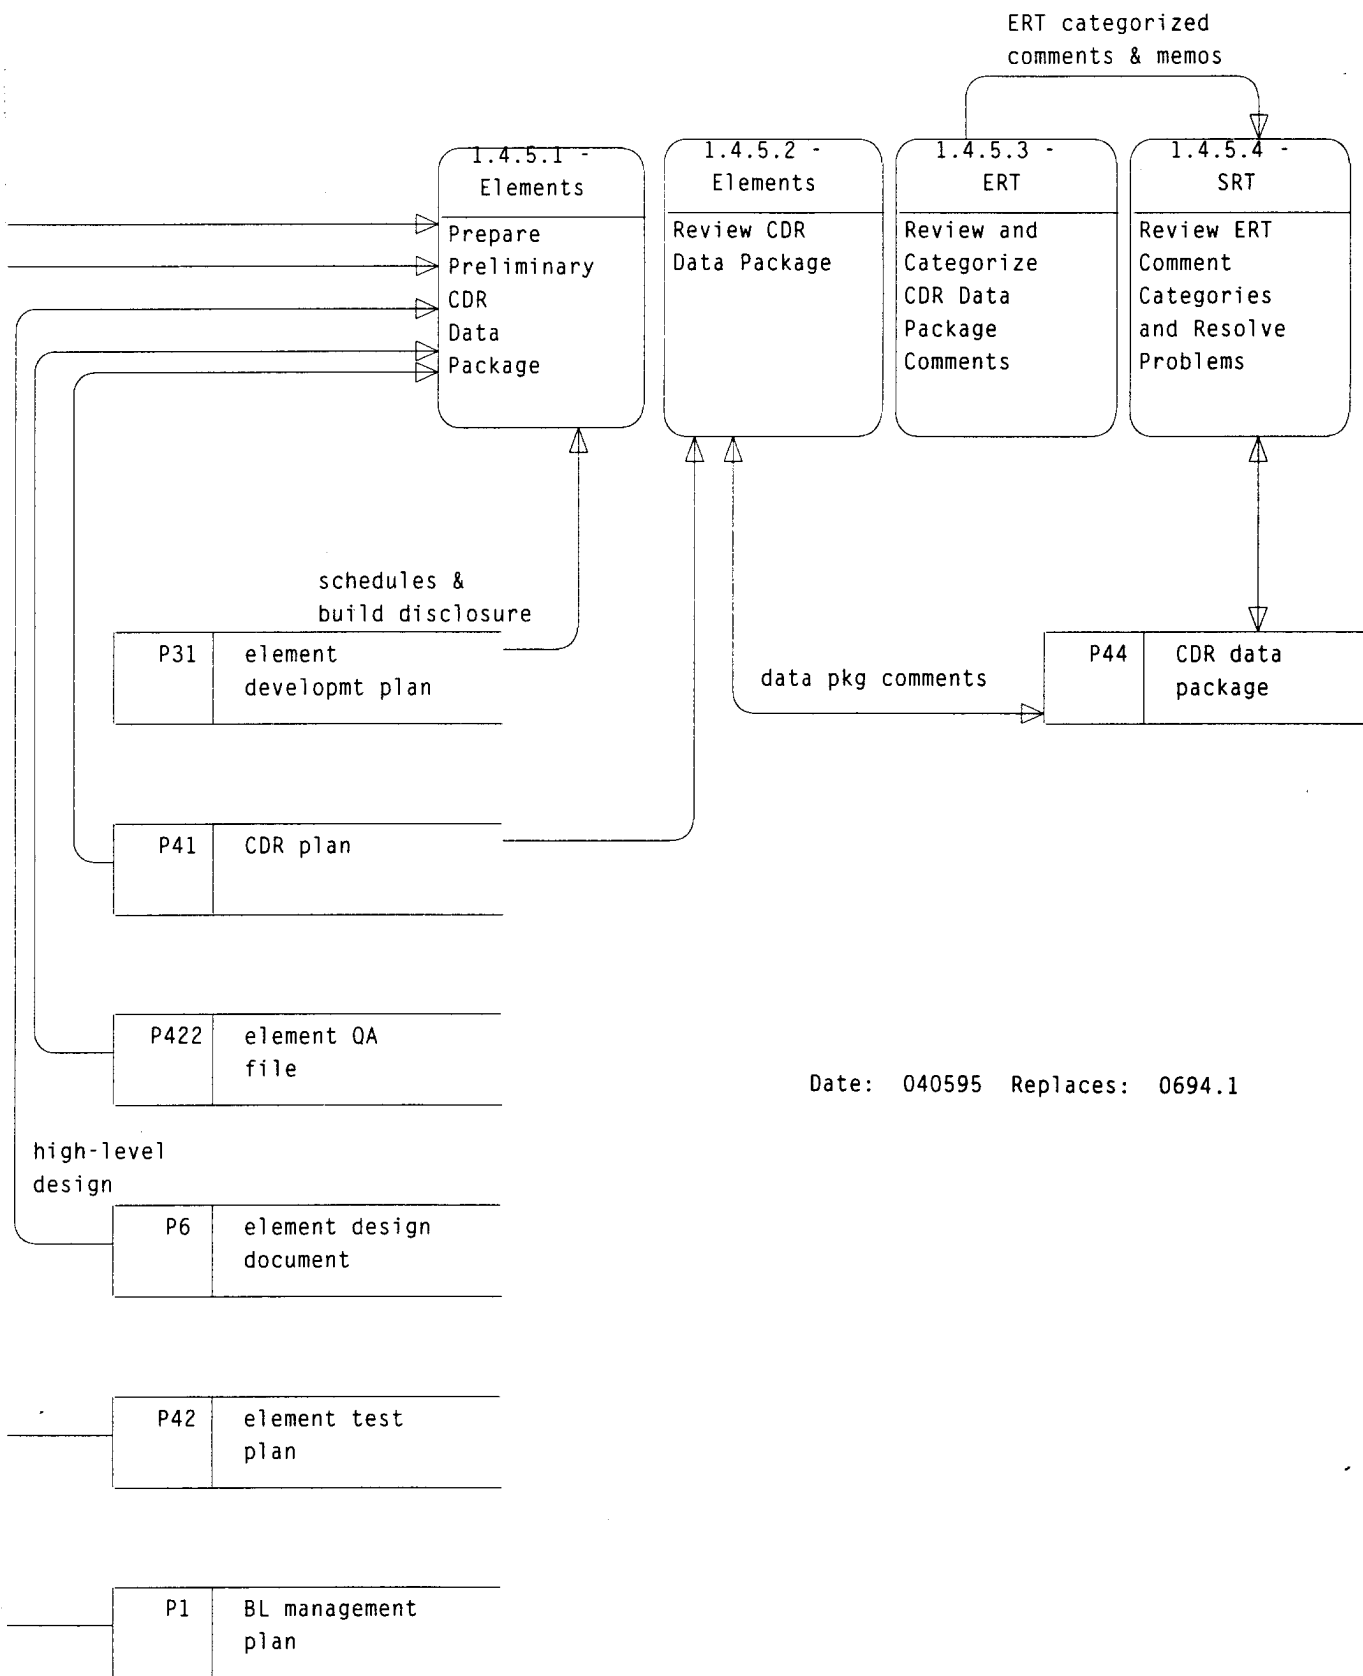 ERT categorized
comments & memos
1.4.5.1 -
Elements
Prepare
Preliminary
CDR
Data
Package
1.4.5.2 -
Elements
Review CDR
Data Package
1.4.5.3 -
ERT
Review and
Categorize
CDR Data
Package
Comments
1.4.5.4 -
SRT
Review ERT
Comment
Categories
and Resolve
Problems
schedules &
build disclosure
P31
element
developmt plan
data pkg comments
P44
CDR data
package
P41
CDR plan
P422
element QA
file
Date: 040595 Replaces: 0694.1
high-level
design
P6
element design
document
P42
element test
plan
P1
BL management
plan